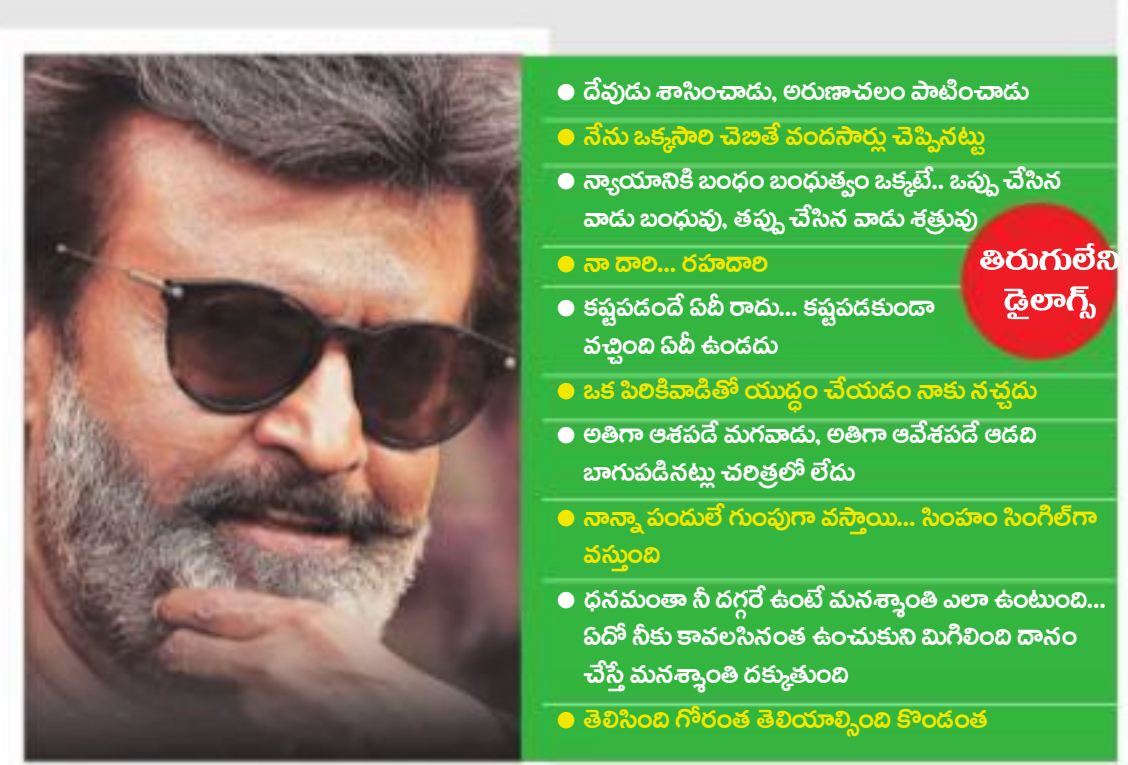 ● దేవుడు శాసించాడు, అరుణాచలం పాటించాడు
● నేను ఒక్కసారి చెబితే వందసార్లు చెప్పినట్టు
● న్యాయానికి బంధం బంధుత్వం ఒక్కటే.. ఒప్పు చేసిన
వాడు బంధువు, తప్పు చేసిన వాడు శత్రువు
తిరుగులేని
డైలాగ్స్
● నా దారి... రహదారి
● కష్టపడందే ఏదీ రాదు... కష్టపడకుండా
వచ్చింది ఏదీ ఉండదు
● ఒక పిరికివాడితో యుద్ధం చేయడం నాకు నచ్చదు
● అతిగా ఆశపడే మగవాడు, అతిగా ఆవేశపడే ఆడది
బాగుపడినట్లు చరిత్రలో లేదు
● నాన్నా పందులే గుంపుగా వస్తాయి... సింహం సింగిల్‌గా
వస్తుంది
● ధనమంతా నీ దగ్గరే ఉంటే మనశ్శాంతి ఎలా ఉంటుంది...
ఏదో నీకు కావలసినంత ఉంచుకుని మిగిలింది దానం
చేస్తే మనశ్శాంతి దక్కుతుంది
● తెలిసింది గోరంత తెలియాల్సింది కొండంత